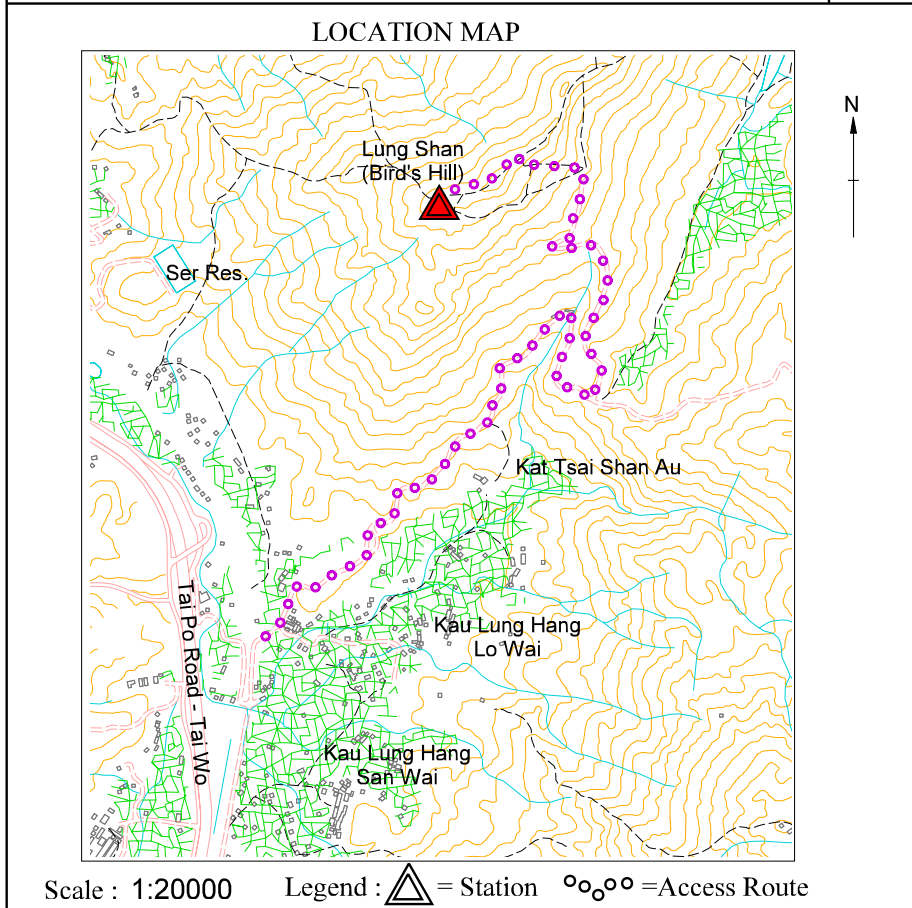 LOCATION MAP
N
Lung Shan
(Bird's Hill)
Ser Res.
Kat Tsai Shan Au
Tai Po Road - Tai Wo
Kau Lung Hang
Lo Wai
Kau Lung Hang
San Wai
Scale : 1:20000 Legend : = Station =Access Route